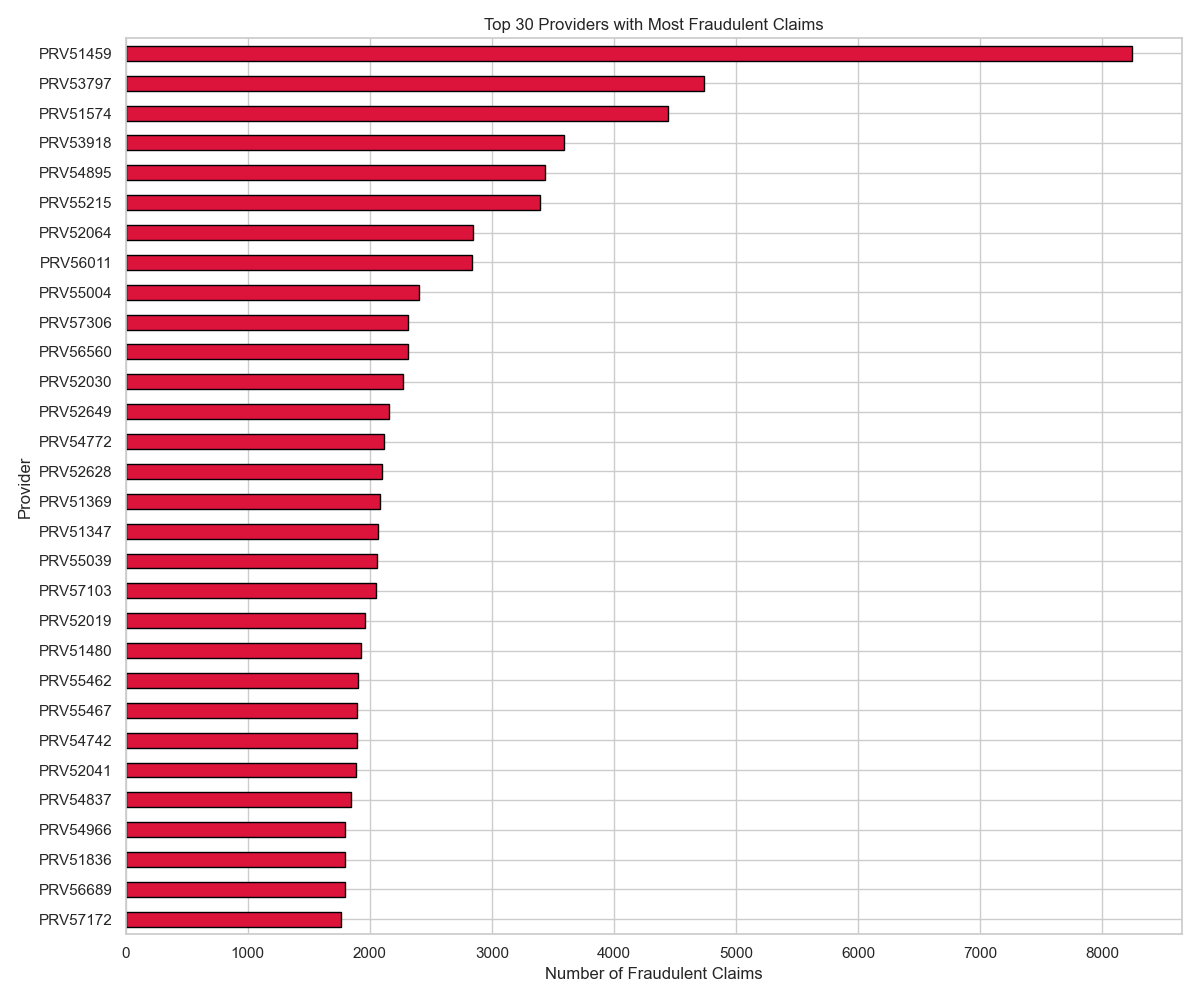 Top 30 Providers with Most Fraudulent Claims
Provider
PRV51459
PRV53797
PRV51574
PRV53918
PRV54895
PRV55215
PRV52064
PRV56011
PRV55004
PRV57306
PRV56560
PRV52030
PRV52649
PRV54772
PRV52628
PRV51369
PRV51347
PRV55039
PRV57103
PRV52019
PRV51480
PRV55462
PRV55467
PRV54742
PRV52041
PRV54837
PRV54966
PRV51836
PRV56689
PRV57172
0 1000 2000 3000 4000 5000 6000 7000 8000
Number of Fraudulent Claims